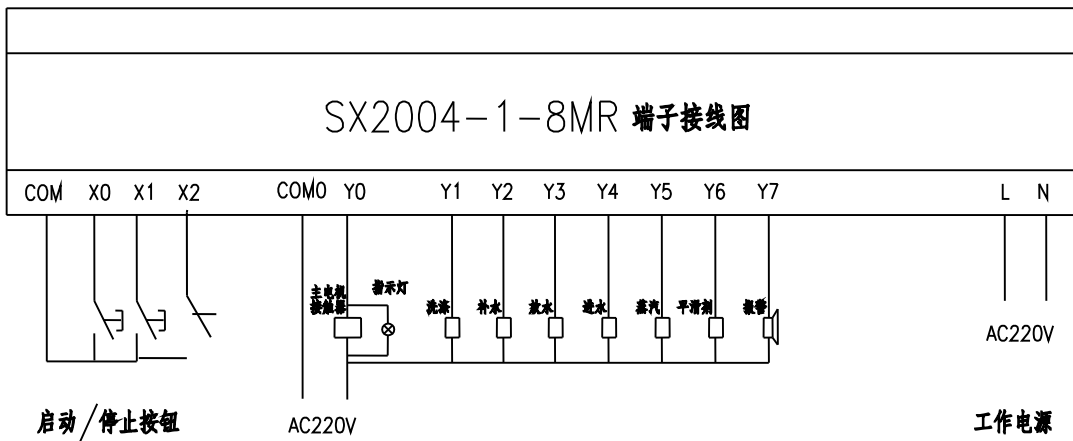 SX2004-1-8MR 端子接线图
COM X0 X1 X2 COM0 Y0 Y1 Y2 Y3 Y4 Y5 Y6 Y7 L N
主电机
接触器
指示灯
洗涤
补水
放水
进水
蒸汽
平滑剂
报警
AC220V
启动/停止按钮
AC220V
工作电源